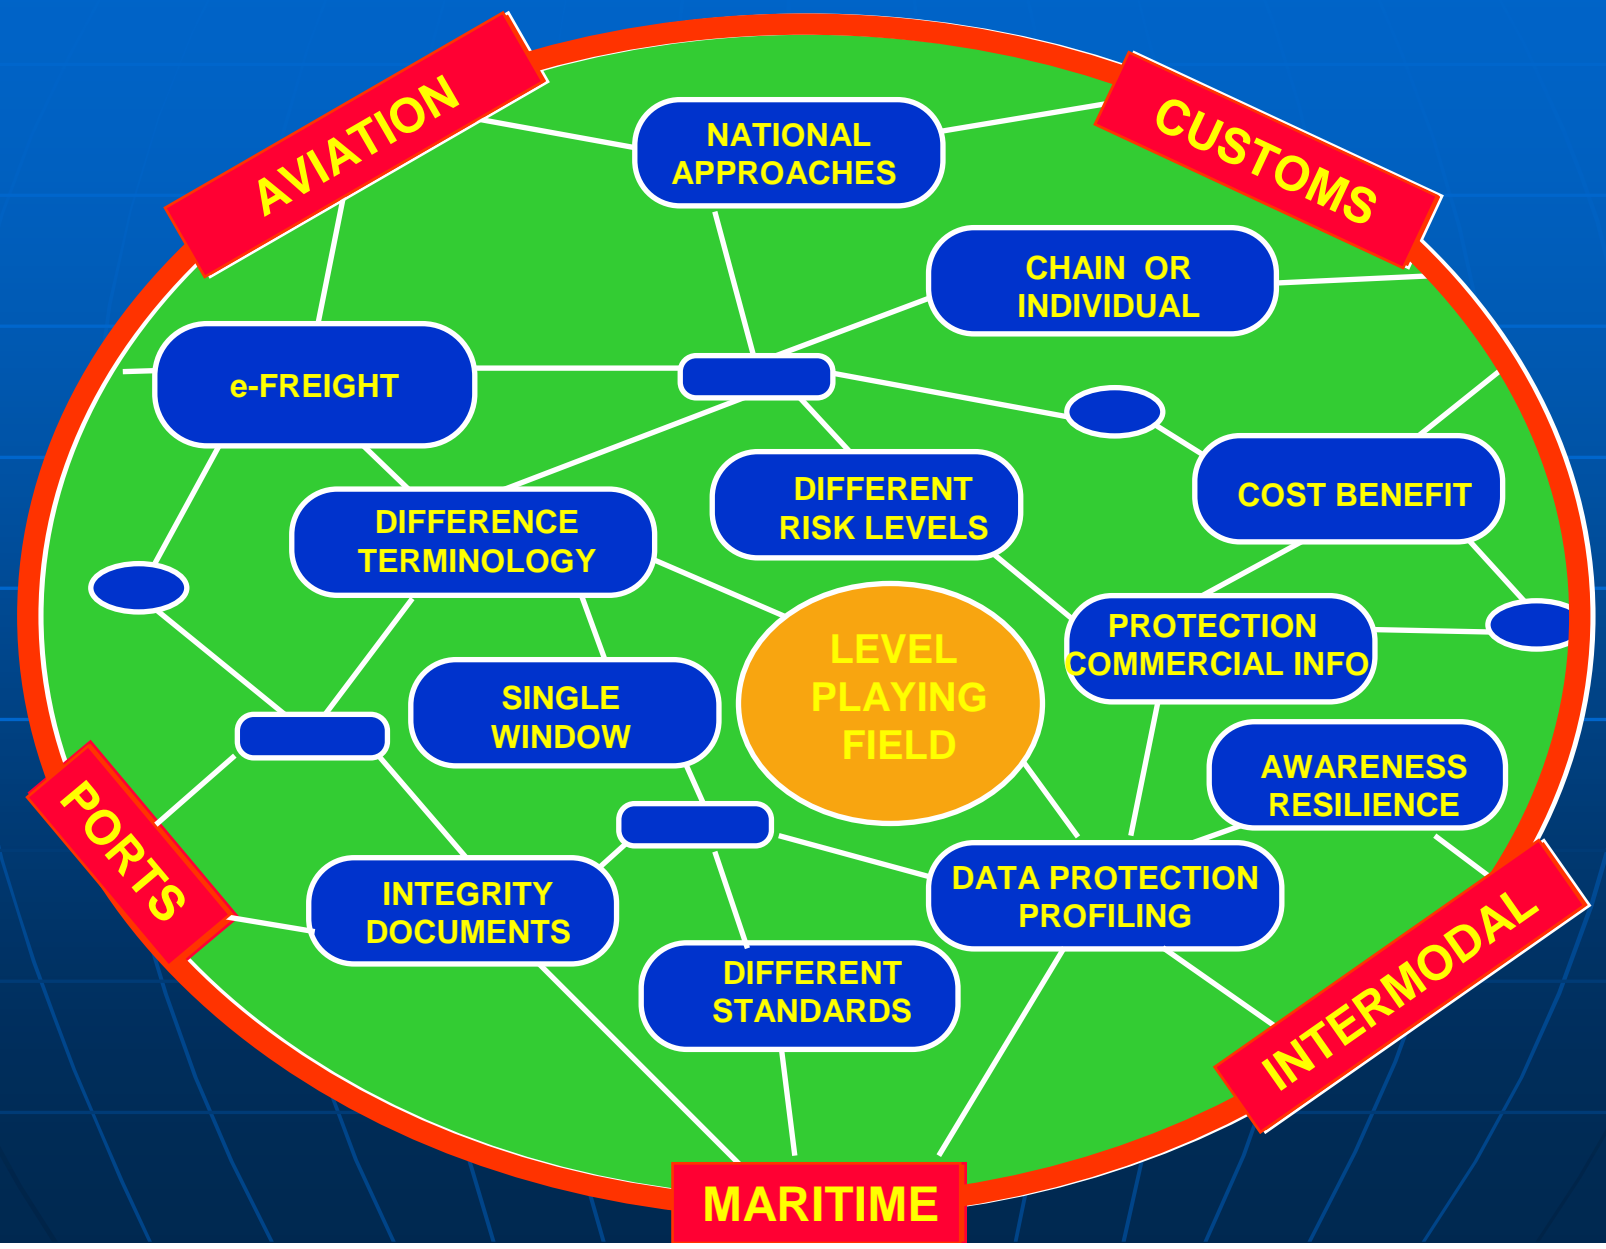 AVIATION
CUSTOMS
NATIONAL
APPROACHES
CHAIN OR
INDIVIDUAL
e-FREIGHT
DIFFERENCE
TERMINOLOGY
DIFFERENT
RISK LEVELS
COST BENEFIT
LEVEL
PLAYING
FIELD
PROTECTION
COMMERCIAL INFO
SINGLE
WINDOW
AWARENESS
RESILIENCE
PORTS
INTEGRITY
DOCUMENTS
DATA PROTECTION
PROFILING
DIFFERENT
STANDARDS
INTERMODAL
MARITIME